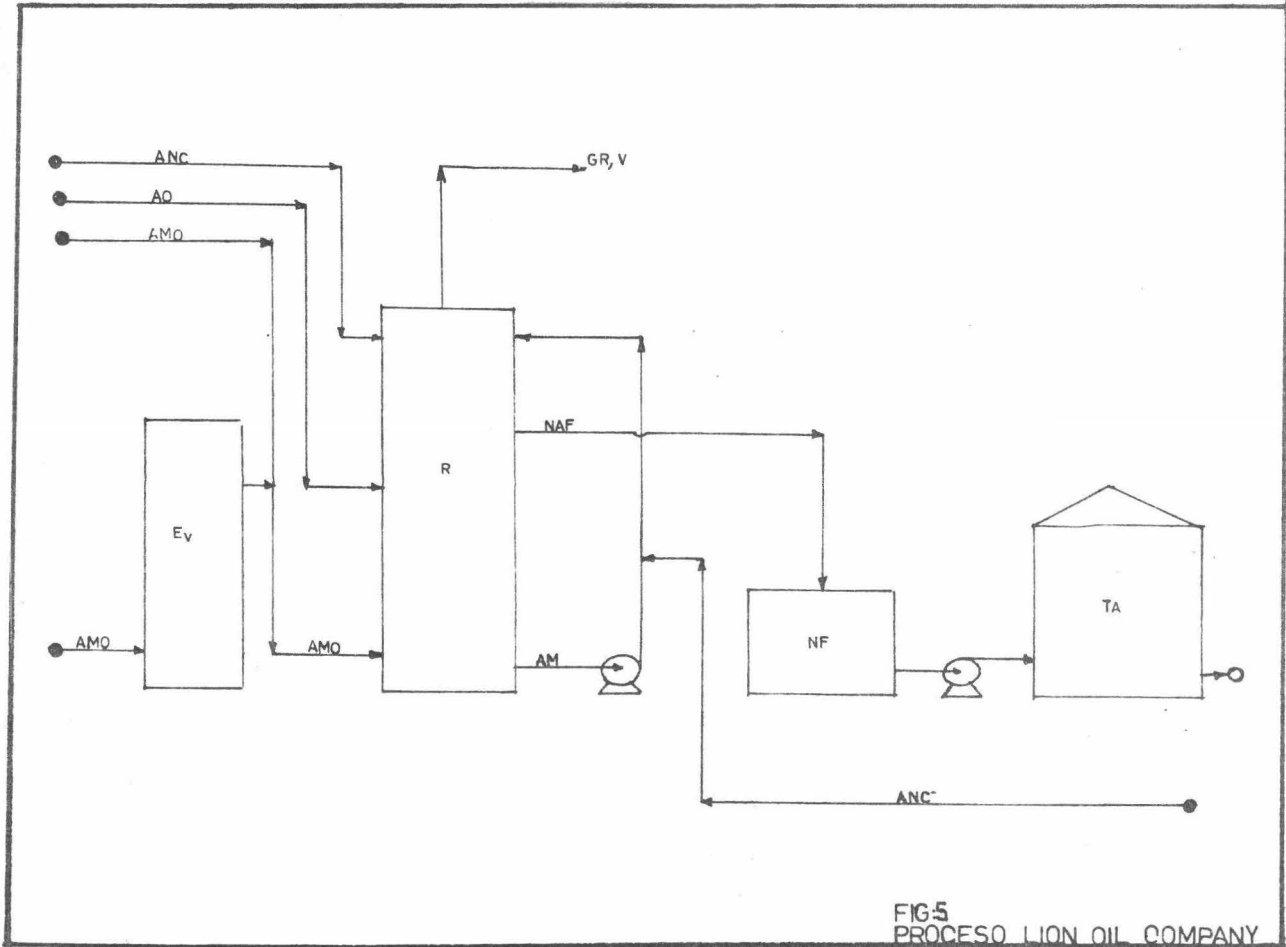 ANC
GR, V
AO
AMO
NAF
R
Ev
TA
NF
AMO
AMO
AM
ANC
FIG:5
PROCESO LION OIL COMPANY